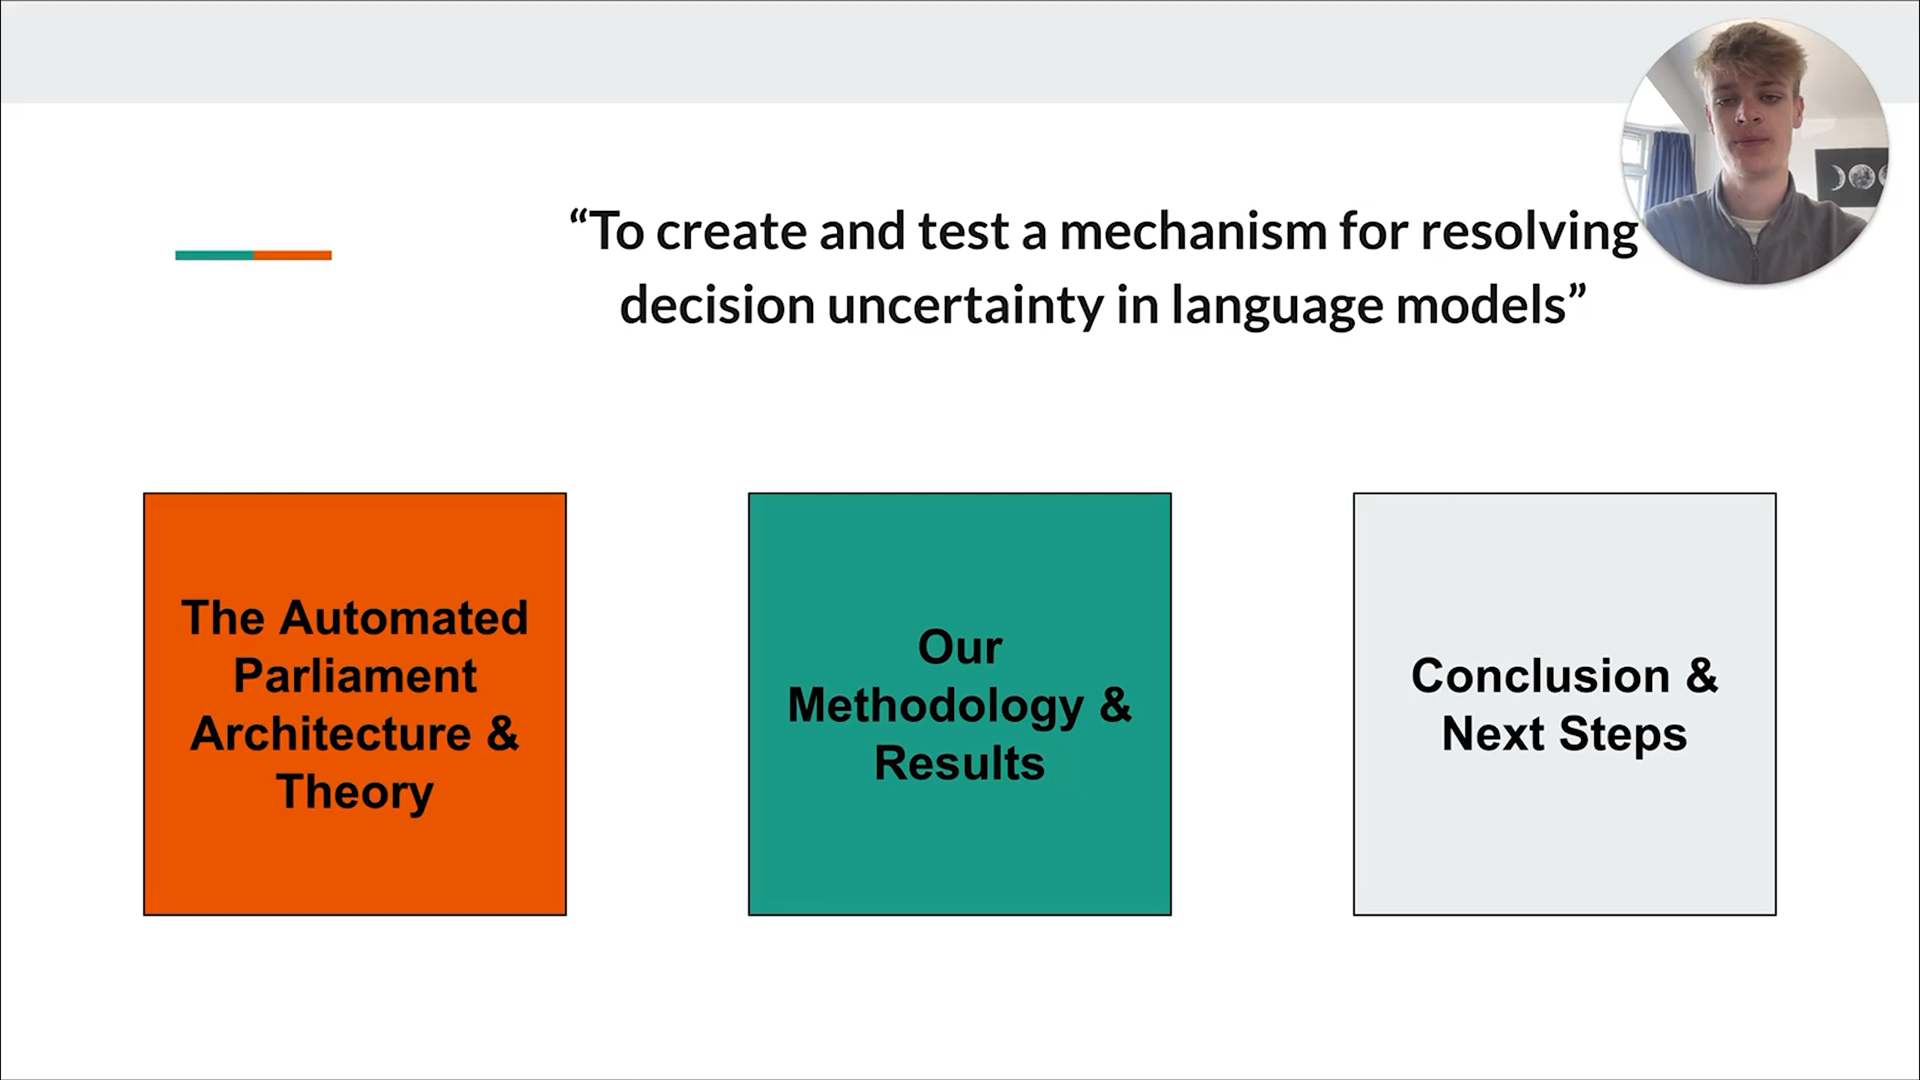 “To create and test a mechanism for resolving
decision uncertainty in language models”
The Automated
Parliament
Architecture &
Theory
Our
Methodology &
Results
Conclusion &
Next Steps